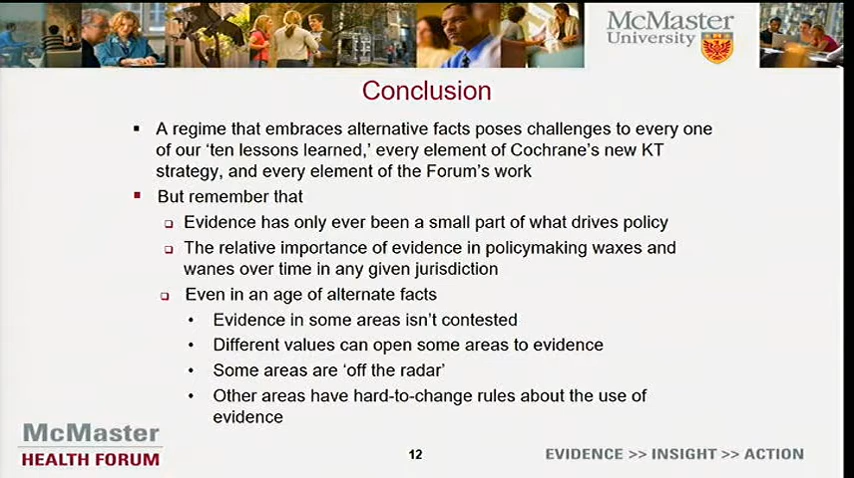 McMaster
University
Conclusion
▪ A regime that embraces alternative facts poses challenges to every one
of our ‘ten lessons learned,’ every element of Cochrane’s new KT
strategy, and every element of the Forum’s work
▪ But remember that
❑ Evidence has only ever been a small part of what drives policy
❑ The relative importance of evidence in policymaking waxes and
wanes over time in any given jurisdiction
❑ Even in an age of alternate facts
• Evidence in some areas isn’t contested
• Different values can open some areas to evidence
• Some areas are ‘off the radar’
• Other areas have hard-to-change rules about the use of
evidence
McMaster
HEALTH FORUM
12
EVIDENCE >> INSIGHT >> ACTION